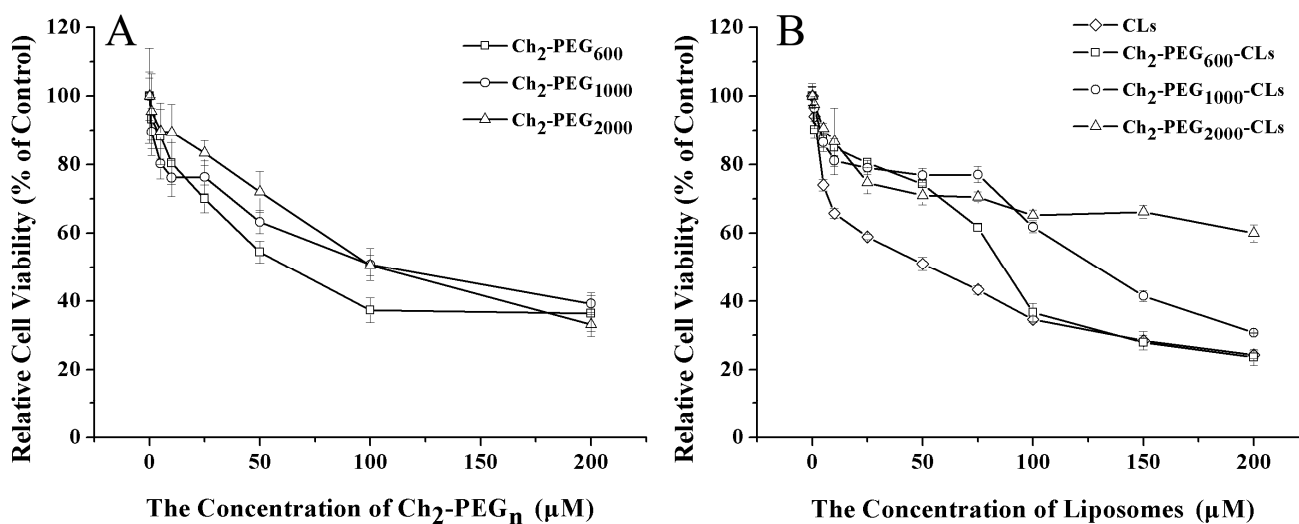 A
Ch2-PEG600
Ch2-PEG1000
Ch2-PEG2000
120
100
80
60
40
20
0
Relative Cell Viability (% of Control)
0 50 100 150 200
The Concentration of Ch2-PEGn (µM)
B
CLs
Ch2-PEG600-CLs
Ch2-PEG1000-CLs
Ch2-PEG2000-CLs
120
100
80
60
40
20
0
Relative Cell Viability (% of Control)
0 50 100 150 200
The Concentration of Liposomes (µM)